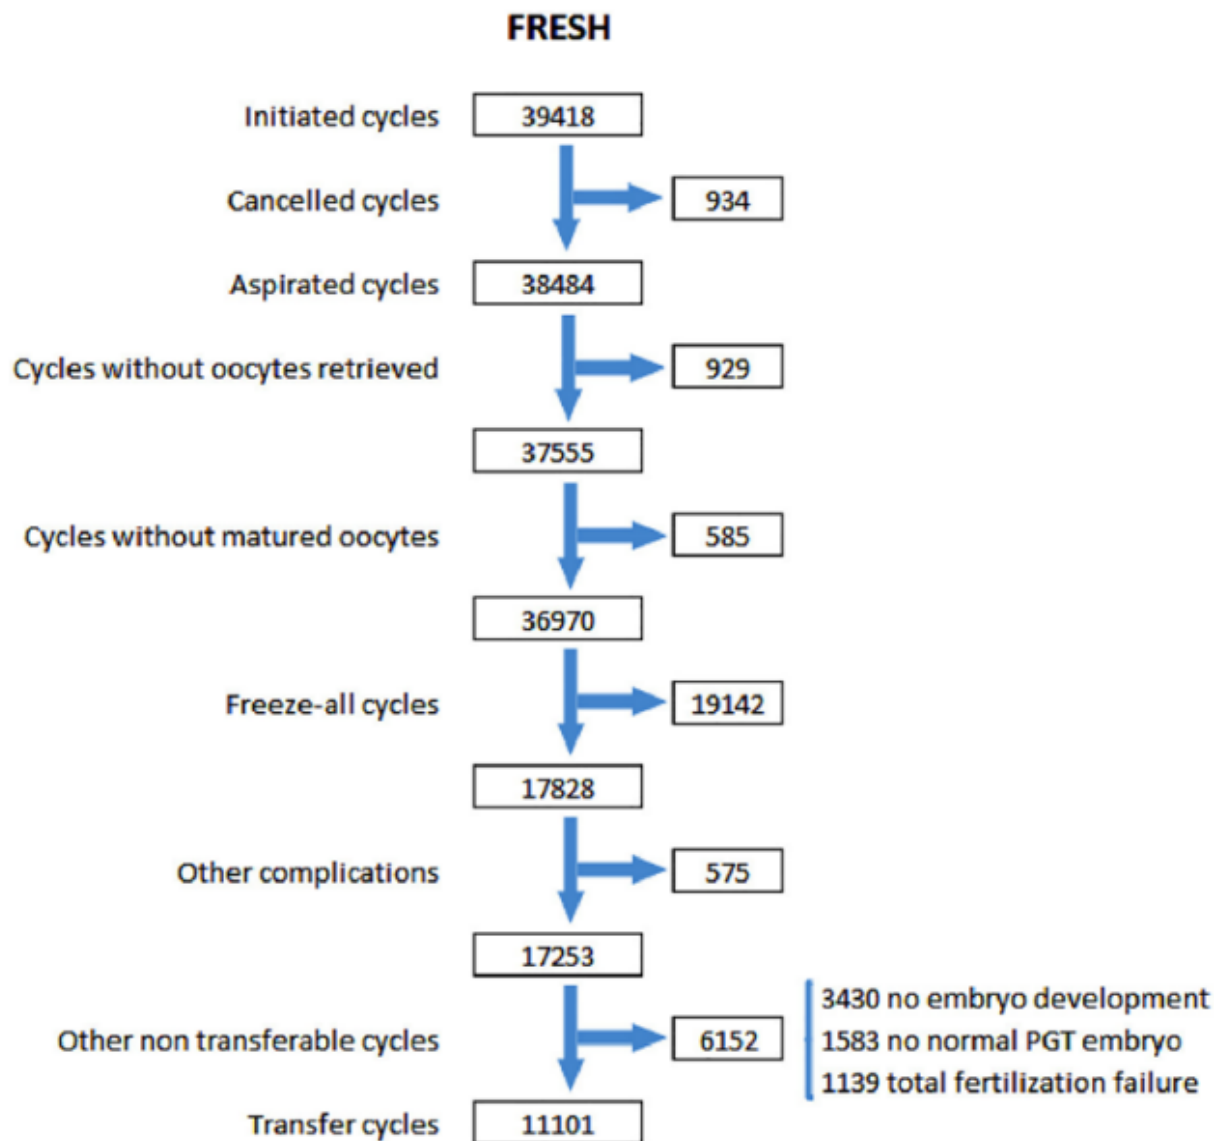 FRESH
Initiated cycles 39418
Cancelled cycles 934
Aspirated cycles 38484
Cycles without oocytes retrieved 929
37555
Cycles without matured oocytes 585
36970
Freeze-all cycles 19142
17828
Other complications 575
17253
3430 no embryo development
Other non transferable cycles 6152 1583 no normal PGT embryo
1139 total fertilization failure
Transfer cycles 11101